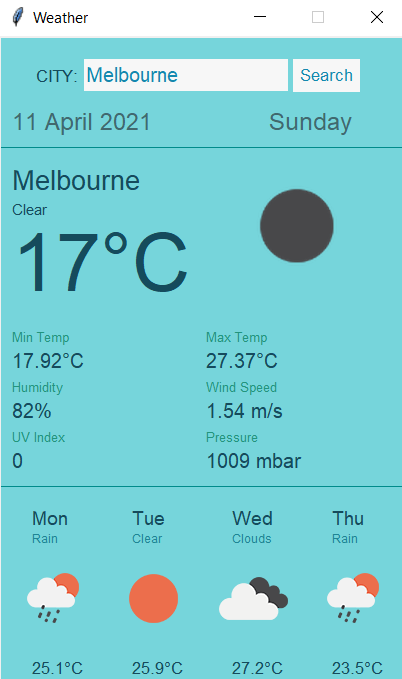 Weather
CITY: Melbourne Search
11 April 2021 Sunday
Melbourne
Clear
17°C
Min Temp Max Temp
17.92°C 27.37°C
Humidity Wind Speed
82% 1.54 m/s
UV Index Pressure
0 1009 mbar
Mon Tue Wed Thu
Rain Clear Clouds Rain
25.1°C 25.9°C 27.2°C 23.5°C